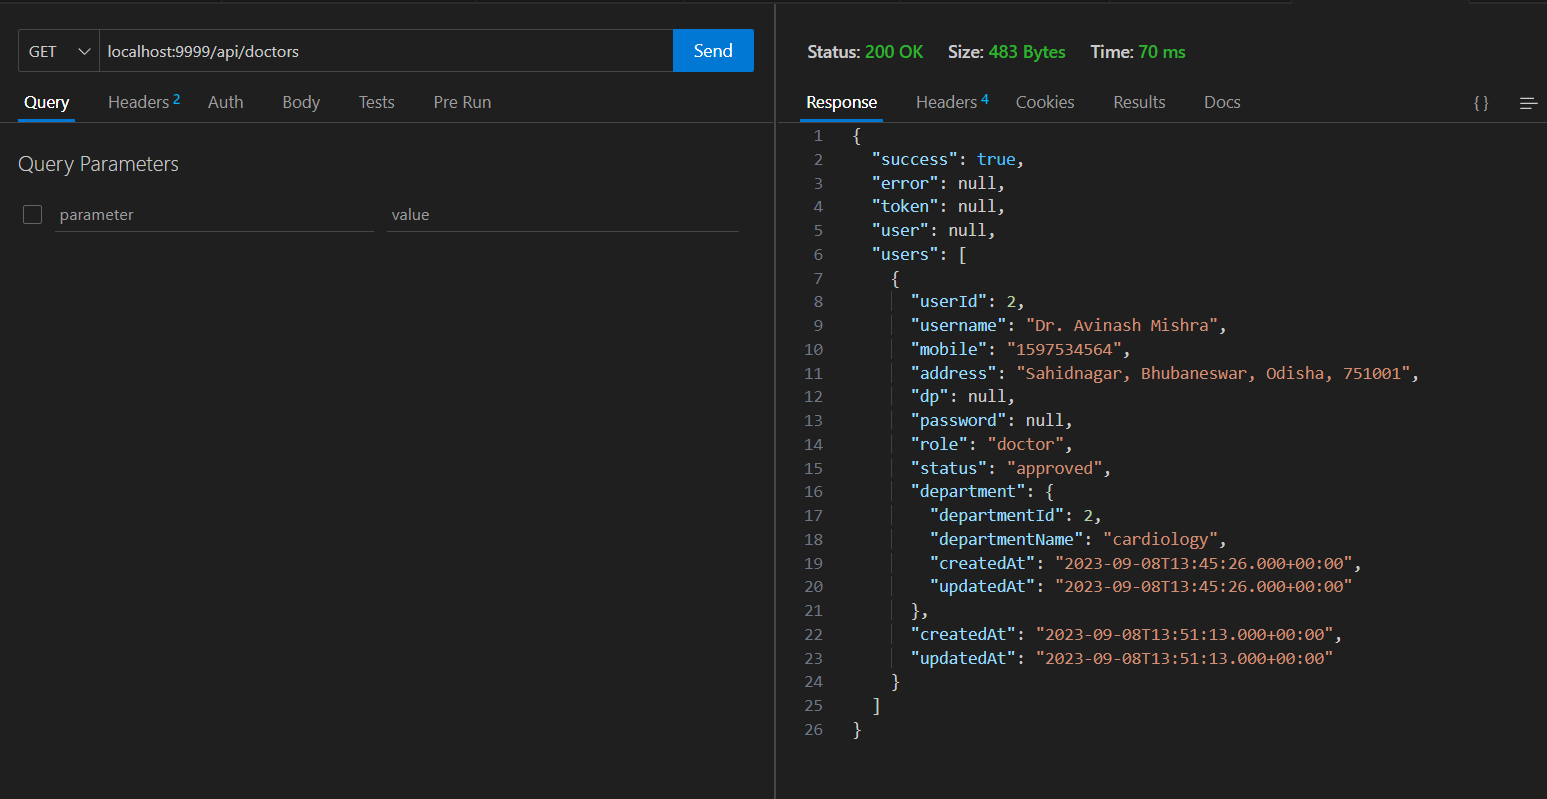 GET localhost:9999/api/doctors Send
Query Headers 2 Auth Body Tests Pre Run
Query Parameters
parameter value
Status: 200 OK Size: 483 Bytes Time: 70 ms
Response Headers 4 Cookies Results Docs {}
1 {
2 "success": true,
3 "error": null,
4 "token": null,
5 "user": null,
6 "users": [
7 {
8 "userId": 2,
9 "username": "Dr. Avinash Mishra",
10 "mobile": "1597534564",
11 "address": "Sahidnagar, Bhubaneswar, Odisha, 751001",
12 "dp": null,
13 "password": null,
14 "role": "doctor",
15 "status": "approved",
16 "department": {
17 "departmentId": 2,
18 "departmentName": "cardiology",
19 "createdAt": "2023-09-08T13:45:26.000+00:00",
20 "updatedAt": "2023-09-08T13:45:26.000+00:00"
21 },
22 "createdAt": "2023-09-08T13:51:13.000+00:00",
23 "updatedAt": "2023-09-08T13:51:13.000+00:00"
24 }
25 ]
26 }